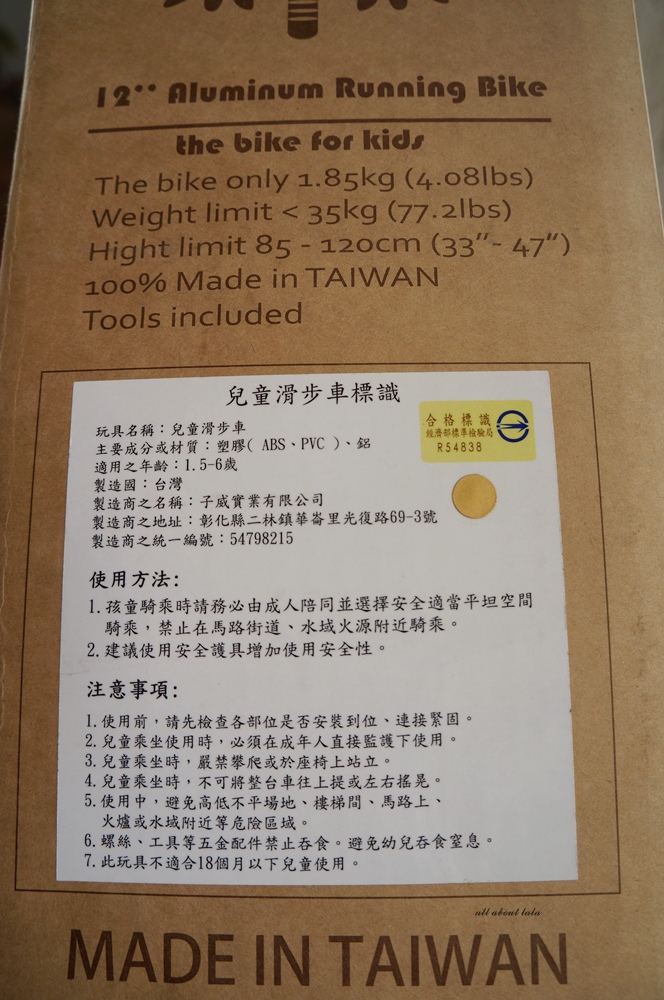 12" Aluminum Running Bike
the bike for kids
The bike only 1.85kg (4.08lbs)
Weight limit < 35kg (77.2lbs)
Hight limit 85 - 120cm (33"- 47")
100% Made in TAIWAN
Tools included
兒童滑步車標識
玩具名稱：兒童滑步車
主要成分或材質：塑膠( ABS、PVC )、鋁
適用之年齡：1.5-6歲
製造國：台灣
製造商之名稱：子威實業有限公司
製造商之地址：彰化縣二林鎮華崙里光復路69-3號
製造商之統一編號：54798215
合格標識
經濟部標準檢驗局
R54838
使用方法:
1.孩童騎乘時請務必由成人陪同並選擇安全適當平坦空間
騎乘，禁止在馬路街道、水域火源附近騎乘。
2.建議使用安全護具增加使用安全性。
注意事項:
1.使用前，請先檢查各部位是否安裝到位、連接緊固。
2.兒童乘坐使用時，必須在成年人直接監護下使用。
3.兒童乘坐時，嚴禁攀爬或於座椅上站立。
4.兒童乘坐時，不可將整台車往上提或左右搖晃。
5.使用中，避免高低不平場地、樓梯間、馬路上、
火爐或水域附近等危險區域。
6.螺絲、工具等五金配件禁止吞食。避免幼兒吞食窒息。
7.此玩具不適合18個月以下兒童使用。
all about lala
MADE IN TAIWAN